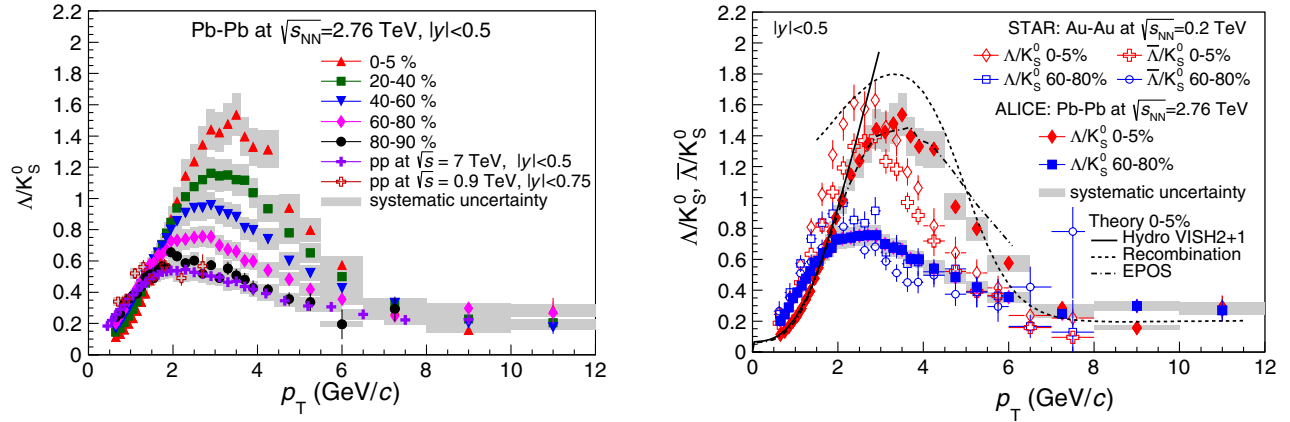 Pb-Pb at √sNN=2.76 TeV, |y|<0.5
0-5 %
20-40 %
40-60 %
60-80 %
80-90 %
pp at √s = 7 TeV, |y|<0.5
pp at √s = 0.9 TeV, |y|<0.75
systematic uncertainty
Λ/K⁰S
2.2
2
1.8
1.6
1.4
1.2
1
0.8
0.6
0.4
0.2
0
0 2 4 6 8 10 12
pT (GeV/c)
|y|<0.5
STAR: Au-Au at √sNN=0.2 TeV
Λ/K⁰S 0-5% Λ̅/K⁰S 0-5%
Λ/K⁰S 60-80% Λ̅/K⁰S 60-80%
ALICE: Pb-Pb at √sNN=2.76 TeV
Λ/K⁰S 0-5%
Λ/K⁰S 60-80%
systematic uncertainty
Theory 0-5%
Hydro VISH2+1
Recombination
EPOS
Λ/K⁰S, Λ̅/K⁰S
2.2
2
1.8
1.6
1.4
1.2
1
0.8
0.6
0.4
0.2
0
0 2 4 6 8 10 12
pT (GeV/c)